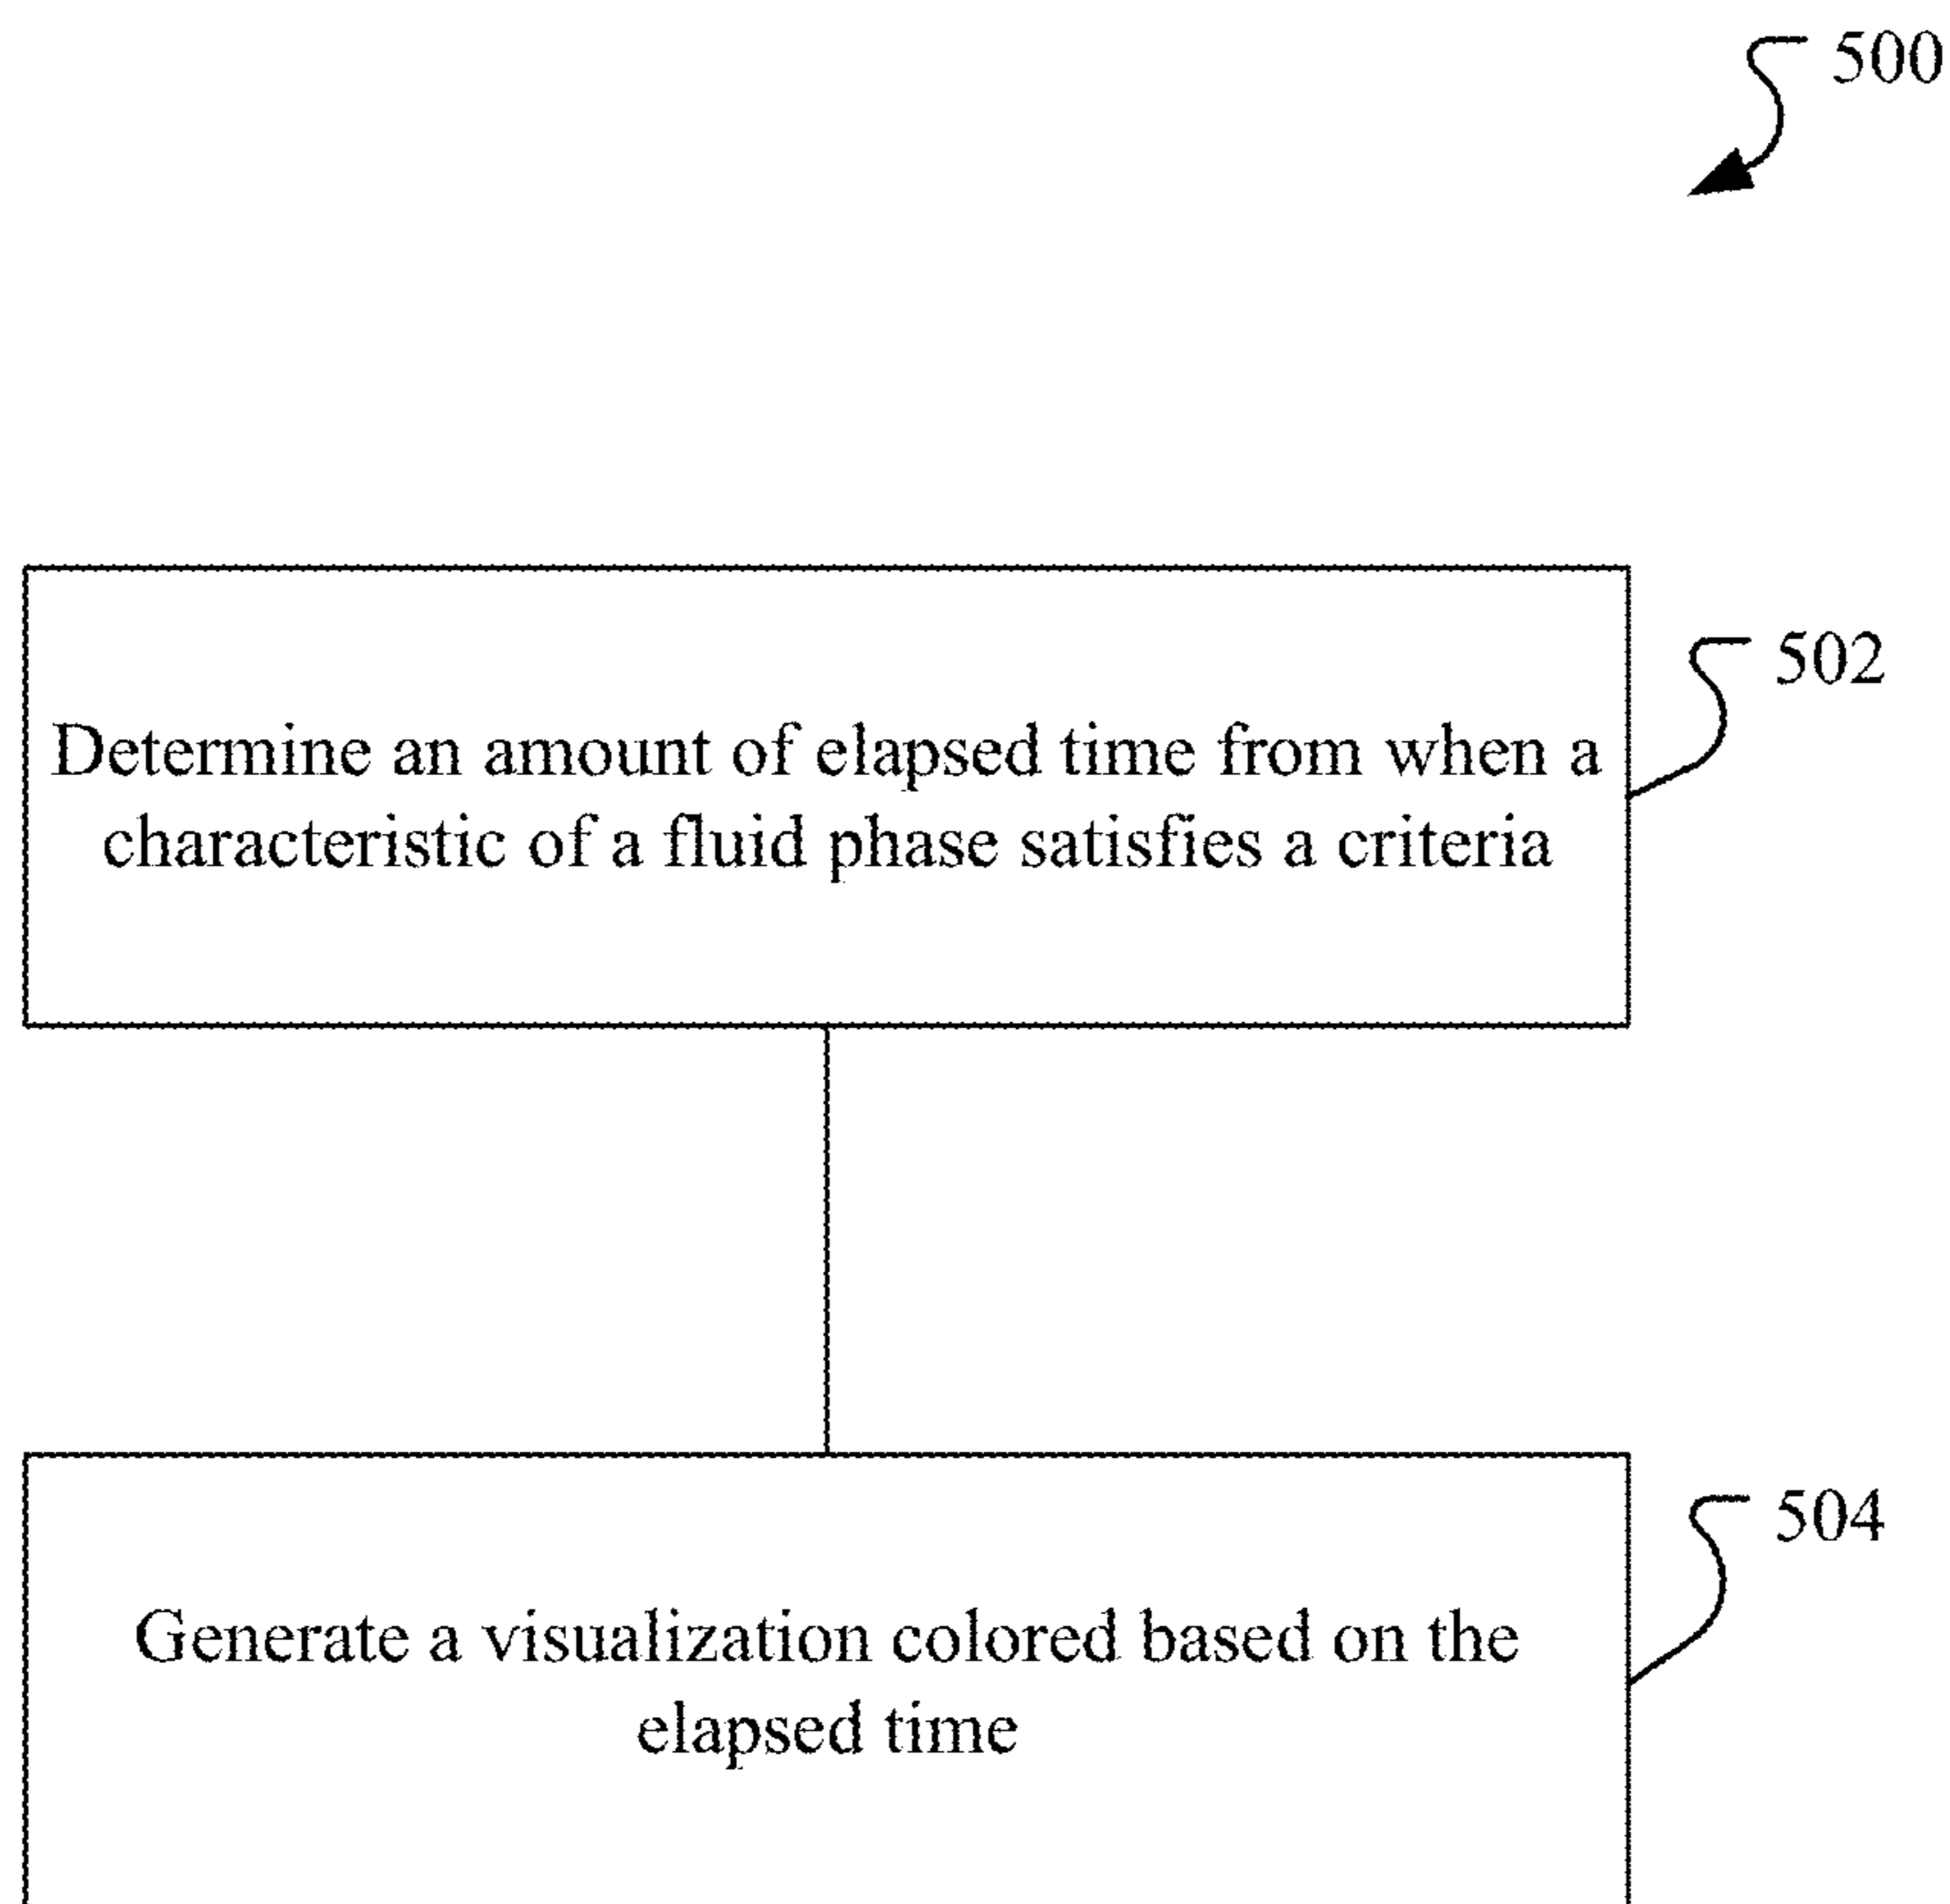 500
502
Determine an amount of elapsed time from when a
characteristic of a fluid phase satisfies a criteria
504
Generate a visualization colored based on the
elapsed time